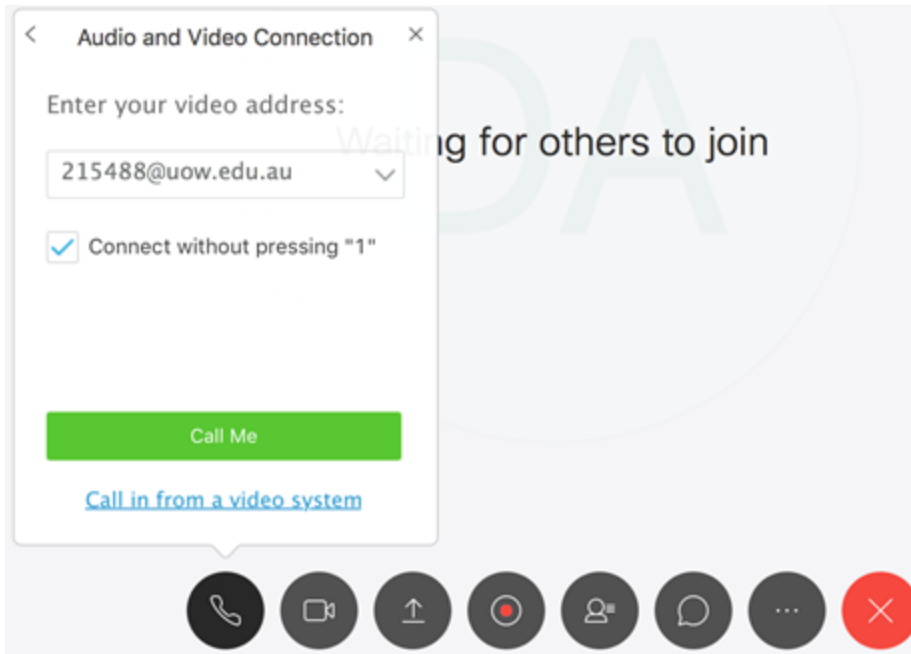 Audio and Video Connection
Enter your video address:
Waiting for others to join
215488@uow.edu.au
Connect without pressing "1"
Call Me
Call in from a video system
DA